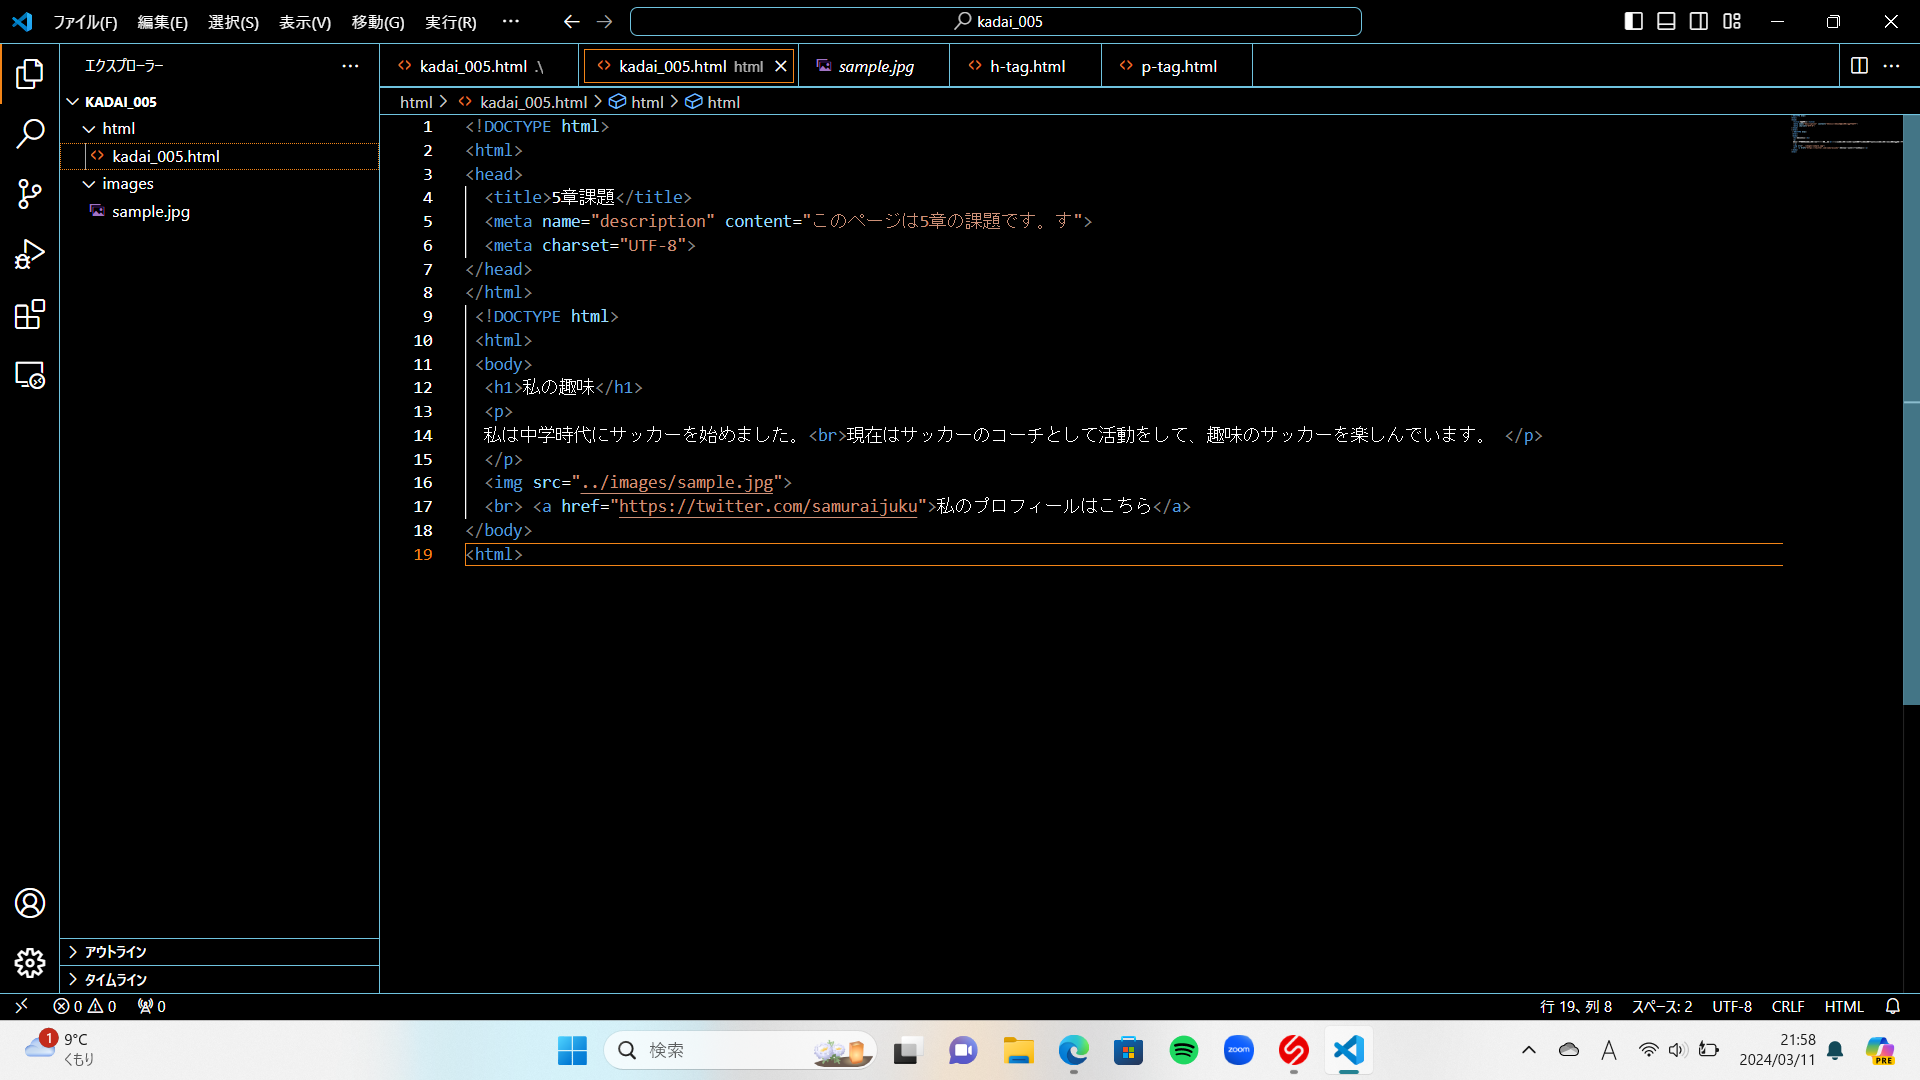 ファイル(F) 編集(E) 選択(S) 表示(V) 移動(G) 実行(R) ··· kadai_005
エクスプローラー ···
KADAI_005
html
kadai_005.html
images
sample.jpg
kadai_005.html .\ kadai_005.html html sample.jpg h-tag.html p-tag.html
html > kadai_005.html > html > html
1 <!DOCTYPE html>
2 <html>
3 <head>
4 <title>5章課題</title>
5 <meta name="description" content="このページは5章の課題です。す">
6 <meta charset="UTF-8">
7 </head>
8 </html>
9 <!DOCTYPE html>
10 <html>
11 <body>
12 <h1>私の趣味</h1>
13 <p>
14 私は中学時代にサッカーを始めました。<br>現在はサッカーのコーチとして活動をして、趣味のサッカーを楽しんでいます。 </p>
15 </p>
16 <img src="../images/sample.jpg">
17 <br> <a href="https://twitter.com/samuraijuku">私のプロフィールはこちら</a>
18 </body>
19 <html>
アウトライン
タイムライン
0 0 0 行 19、列 8 スペース: 2 UTF-8 CRLF HTML
1 9°C
くもり
検索
zoom
A
21:58
2024/03/11
PRE